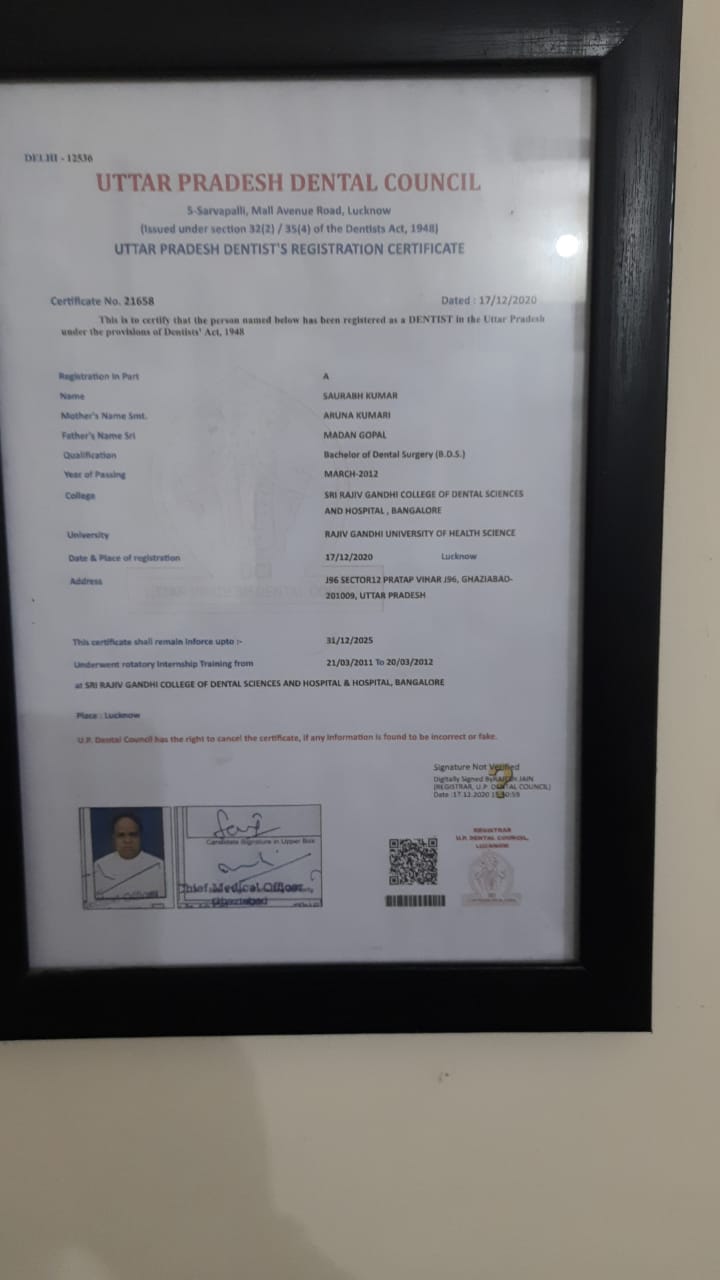 DELHI - 12536
UTTAR PRADESH DENTAL COUNCIL
5-Sarvapalli, Mall Avenue Road, Lucknow
(Issued under section 32(2) / 35(4) of the Dentists Act, 1948)
UTTAR PRADESH DENTIST'S REGISTRATION CERTIFICATE
Certificate No. 21658 Dated : 17/12/2020
This is to certify that the person named below has been registered as a DENTIST in the Uttar Pradesh
under the provisions of Dentists' Act, 1948
Registration In Part A
Name SAURABH KUMAR
Mother's Name Smt. ARUNA KUMARI
Father's Name Sri MADAN GOPAL
Qualification Bachelor of Dental Surgery (B.D.S.)
Year of Passing MARCH-2012
College SRI RAJIV GANDHI COLLEGE OF DENTAL SCIENCES
AND HOSPITAL , BANGALORE
University RAJIV GANDHI UNIVERSITY OF HEALTH SCIENCE
Date & Place of registration 17/12/2020 Lucknow
Address J96 SECTOR12 PRATAP VIHAR J96, GHAZIABAD-
201009, UTTAR PRADESH
This certificate shall remain inforce upto :- 31/12/2025
Underwent rotatory Internship Training from 21/03/2011 To 20/03/2012
at SRI RAJIV GANDHI COLLEGE OF DENTAL SCIENCES AND HOSPITAL & HOSPITAL, BANGALORE
Place : Lucknow
U.P. Dental Council has the right to cancel the certificate, if any information is found to be incorrect or fake.
Signature Not Verified
Digitally Signed By JAIN
(REGISTRAR, U.P. DENTAL COUNCIL)
Date :17.12.2020
Candidate Signature in Upper Box
Chief Medical Officer
Ghaziabad
REGISTRAR
U.P. DENTAL COUNCIL,
LUCKNOW